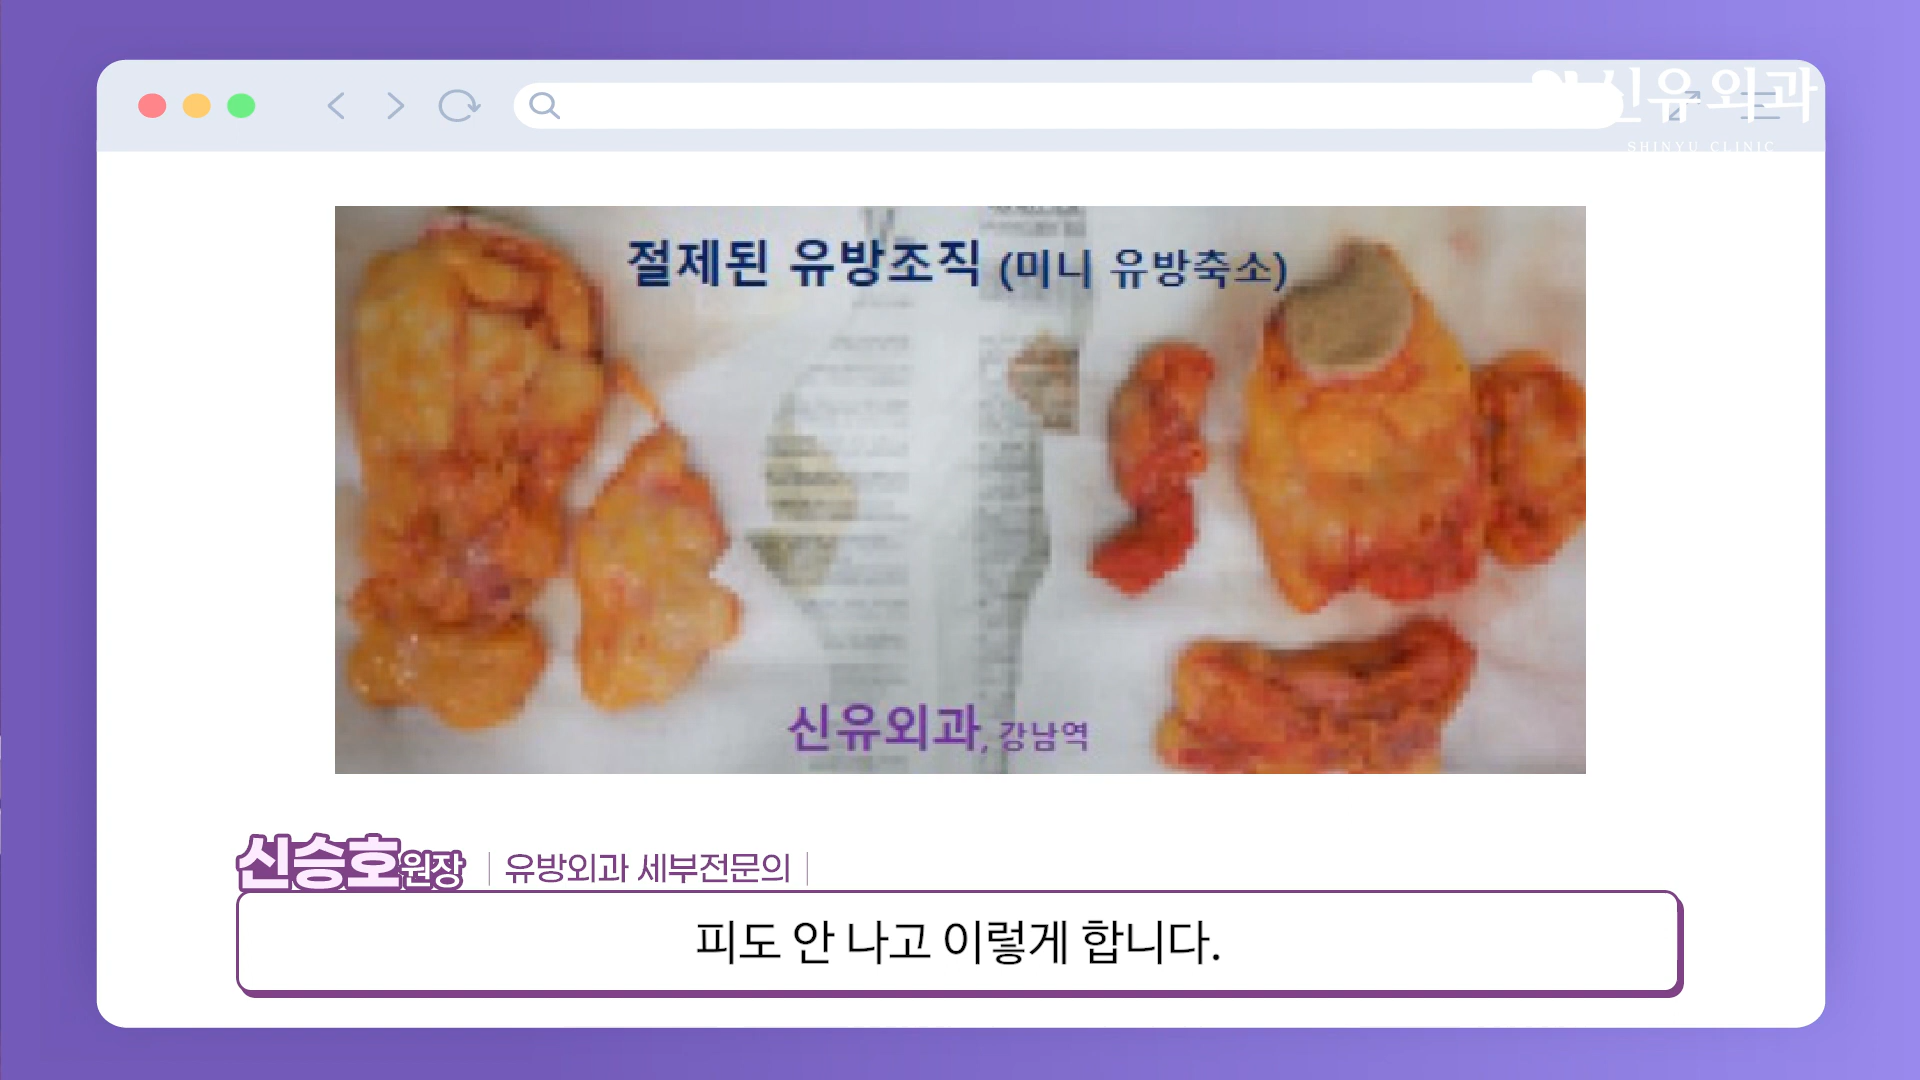 신유외과
SHINYU CLINIC
절제된 유방조직 (미니 유방축소)
신유외과, 강남역
신승호원장 | 유방외과 세부전문의 |
피도 안 나고 이렇게 합니다.